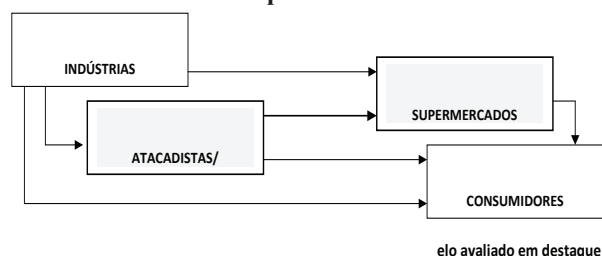 INDÚSTRIAS
SUPERMERCADOS
ATACADISTAS/
CONSUMIDORES
elo avaliado em destaque